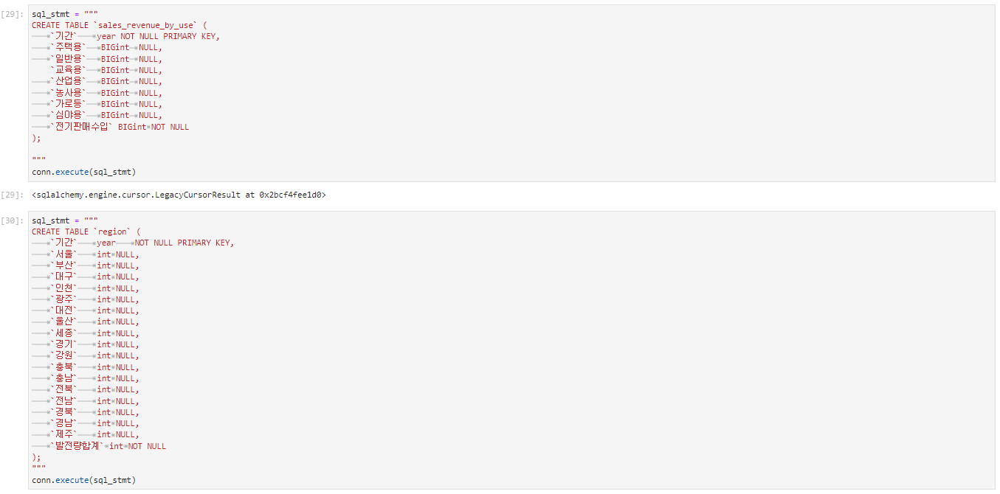 [29]: sql_stmt = """
CREATE TABLE `sales_revenue_by_use` (
`기간` year NOT NULL PRIMARY KEY,
`주택용` BIGint NULL,
`일반용` BIGint NULL,
`교육용` BIGint NULL,
`산업용` BIGint NULL,
`농사용` BIGint NULL,
`가로등` BIGint NULL,
`심야용` BIGint NULL,
`전기판매수입` BIGint NOT NULL
);
"""
conn.execute(sql_stmt)
[29]: <sqlalchemy.engine.cursor.LegacyCursorResult at 0x2bcf4fee1d0>
[30]: sql_stmt = """
CREATE TABLE `region` (
`기간` year NOT NULL PRIMARY KEY,
`서울` int NULL,
`부산` int NULL,
`대구` int NULL,
`인천` int NULL,
`광주` int NULL,
`대전` int NULL,
`울산` int NULL,
`세종` int NULL,
`경기` int NULL,
`강원` int NULL,
`충북` int NULL,
`충남` int NULL,
`전북` int NULL,
`전남` int NULL,
`경북` int NULL,
`경남` int NULL,
`제주` int NULL,
`발전량합계` int NOT NULL
);
"""
conn.execute(sql_stmt)